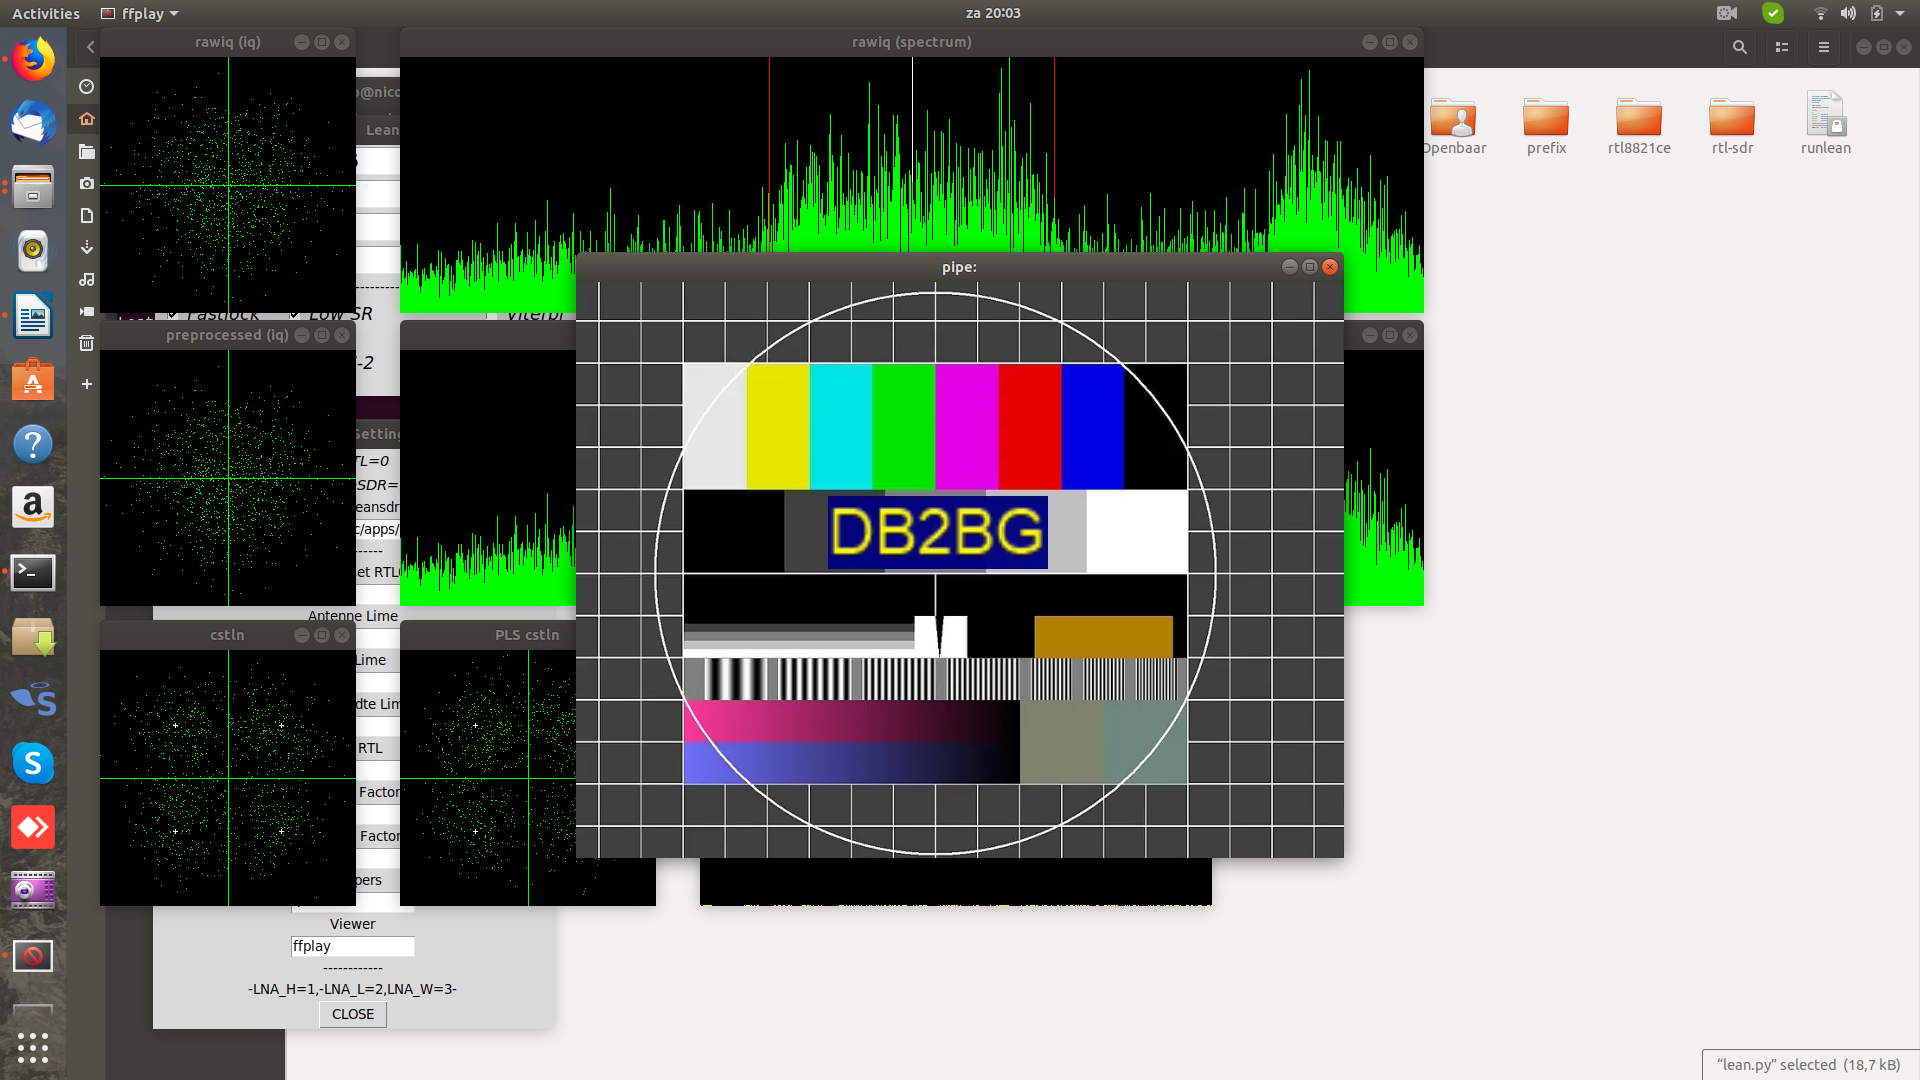 Activities
ffplay
za 20:03
rawiq (iq)
rawiq (spectrum)
o@nico
Lean
Openbaar
prefix
rtl8821ce
rtl-sdr
runlean
pipe:
Fastlock
Low SR
Viterbi
preprocessed (iq)
-2
Setting
TL=0
SDR=
eansdr
c/apps/
------
et RTL
Antenne Lime
cstln
PLS cstln
Lime
dte Lim
RTL
Factor
Factor
pers
DB2BG
Viewer
ffplay
------------
-LNA_H=1,-LNA_L=2,LNA_W=3-
CLOSE
“lean.py” selected (18,7 kB)